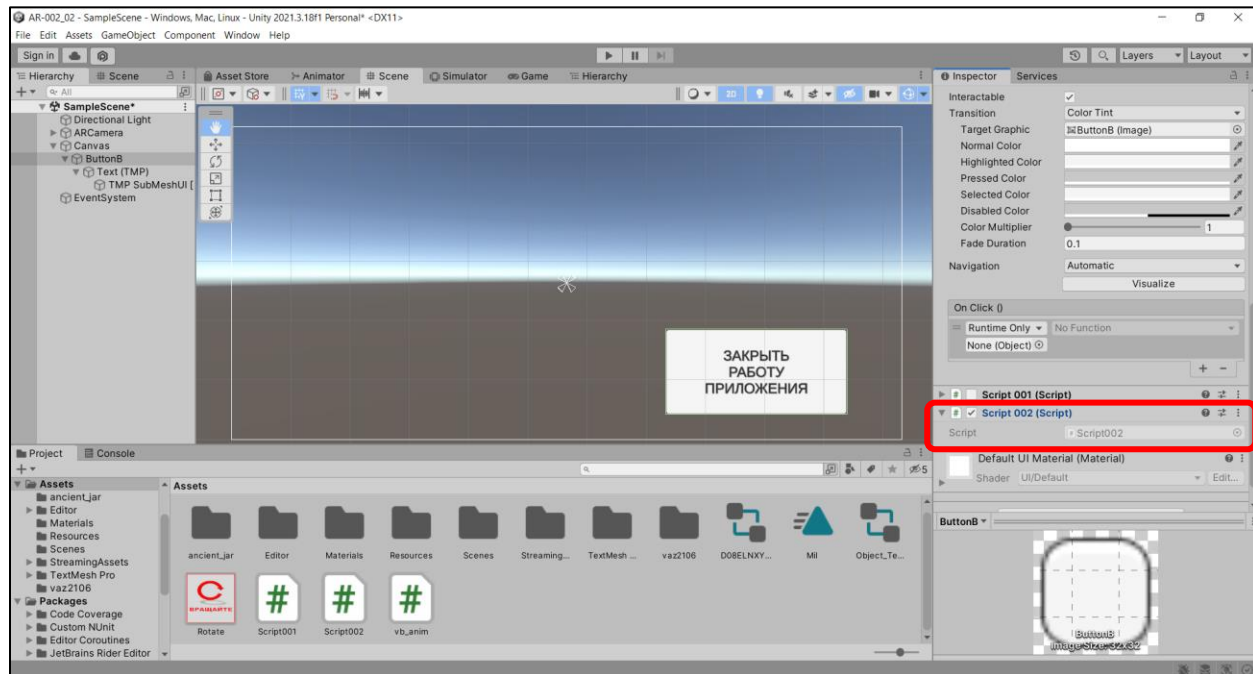 AR-002_02 - SampleScene - Windows, Mac, Linux - Unity 2021.3.18f1 Personal* <DX11>
File Edit Assets GameObject Component Window Help
Sign in
Layers Layout
Hierarchy Scene
Asset Store Animator Scene Simulator Game Hierarchy
Inspector Services
All
2D
SampleScene*
Directional Light
ARCamera
Canvas
ButtonB
Text (TMP)
TMP SubMeshUI [
EventSystem
ЗАКРЫТЬ
РАБОТУ
ПРИЛОЖЕНИЯ
Interactable
Transition Color Tint
Target Graphic ButtonB (Image)
Normal Color
Highlighted Color
Pressed Color
Selected Color
Disabled Color
Color Multiplier 1
Fade Duration 0.1
Navigation Automatic
Visualize
On Click ()
Runtime Only No Function
None (Object)
+ -
# Script 001 (Script)
# Script 002 (Script)
Script Script002
Default UI Material (Material)
Shader UI/Default Edit...
ButtonB
ButtonB
Image Size: 32x32
Project Console
5
Assets
ancient_jar
Editor
Materials
Resources
Scenes
StreamingAssets
TextMesh Pro
vaz2106
Packages
Code Coverage
Custom NUnit
Editor Coroutines
JetBrains Rider Editor
Assets
ancient_jar Editor Materials Resources Scenes Streaming... TextMesh ... vaz2106 D08ELNXY... Mil Object_Te...
ВРАЩАЙТЕ
# # #
Rotate Script001 Script002 vb_anim